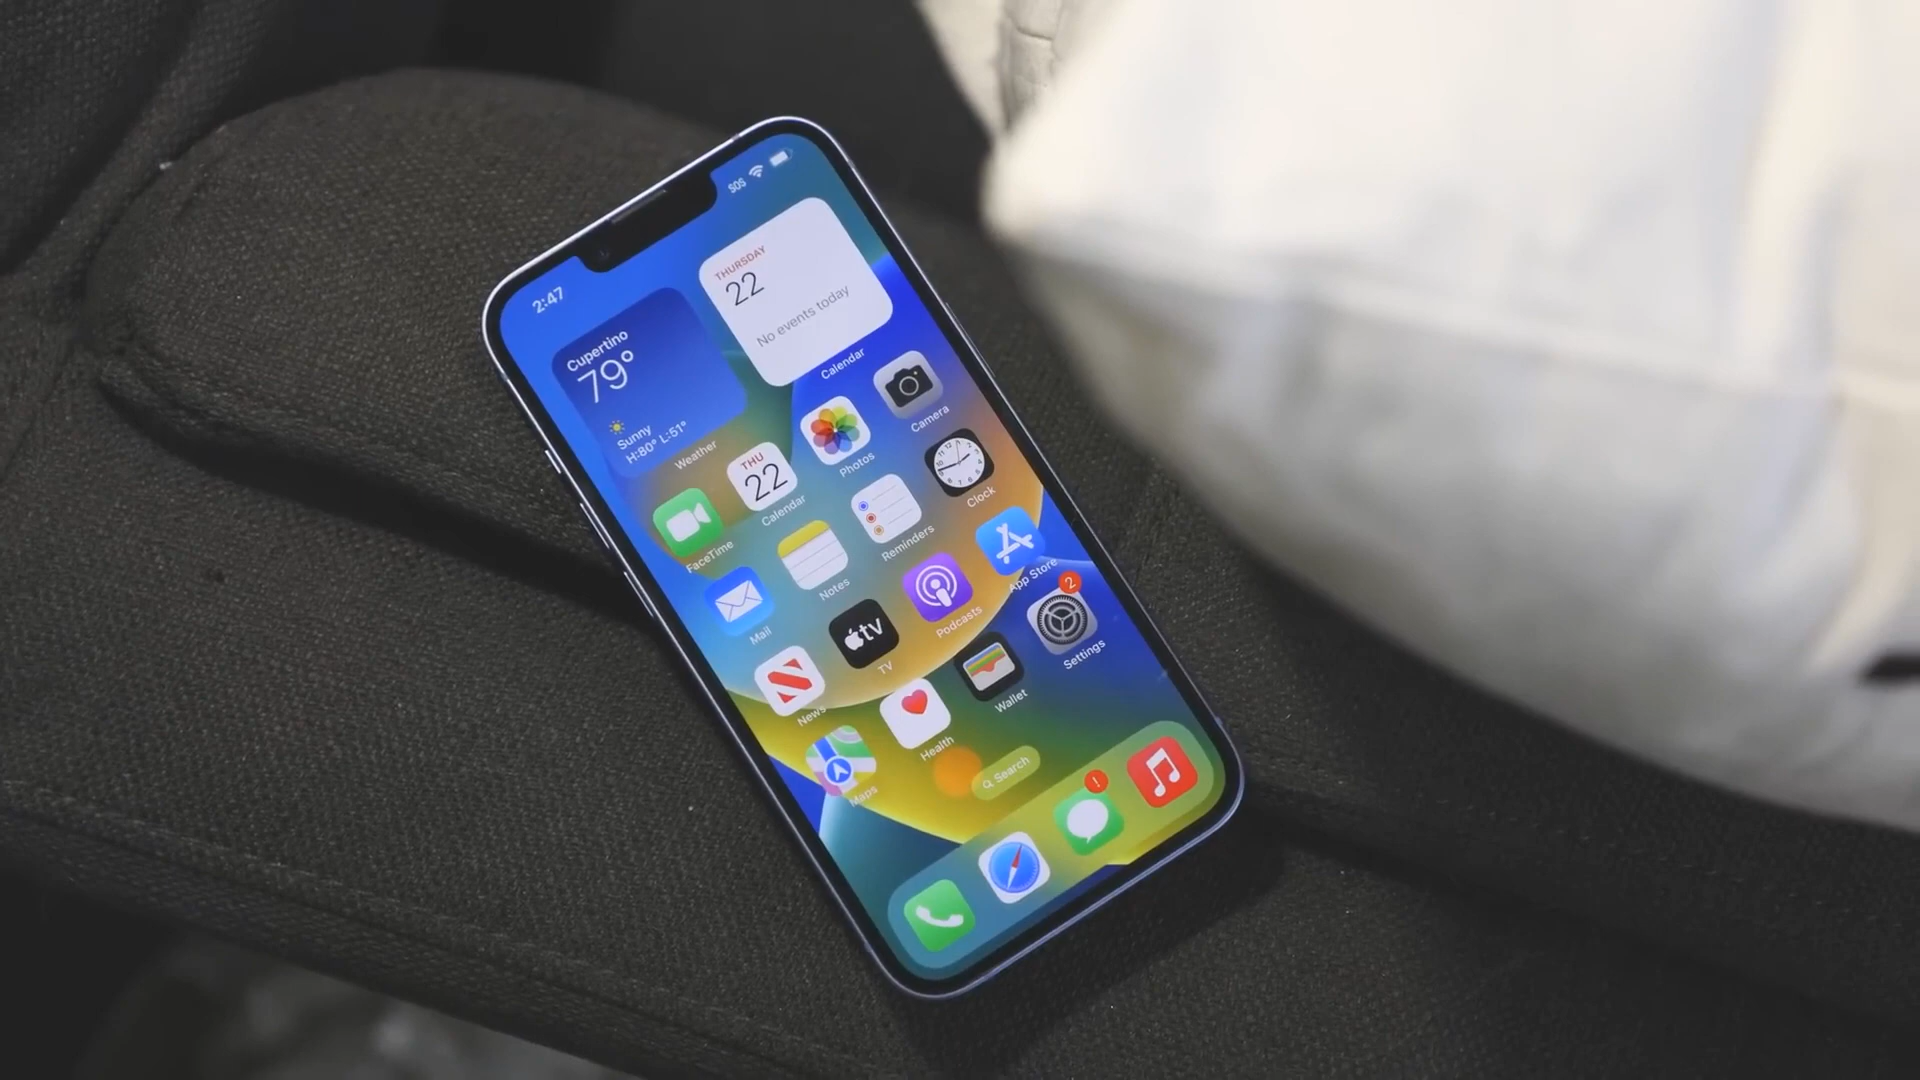 2:47
SOS
Cupertino
79°
Sunny
H:80° L:51°
Weather
THURSDAY
22
No events today
Calendar
FaceTime
THU
22
Calendar
Photos
Camera
Mail
Notes
Reminders
Clock
News
tv
TV
Podcasts
App Store
Maps
Health
Wallet
2
Settings
Search
!